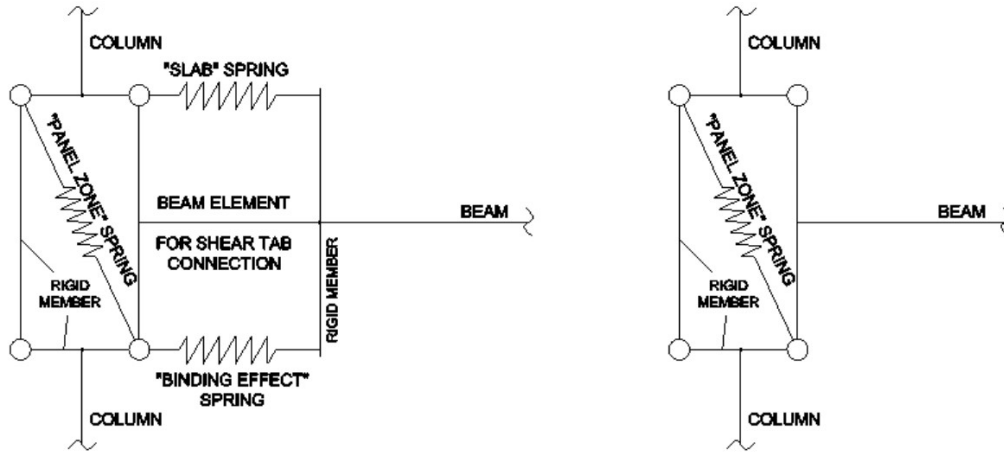 COLUMN
"SLAB" SPRING
"PANEL ZONE" SPRING
BEAM ELEMENT
FOR SHEAR TAB
CONNECTION
BEAM
RIGID
MEMBER
RIGID MEMBER
"BINDING EFFECT"
SPRING
COLUMN
COLUMN
"PANEL ZONE" SPRING
BEAM
RIGID
MEMBER
COLUMN